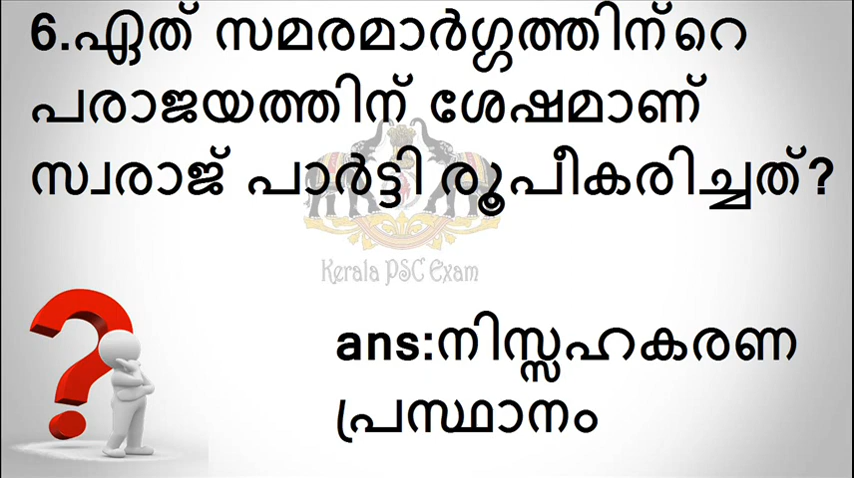 6.ഏത് സമരമാർഗ്ഗത്തിന്റെ
പരാജയത്തിന് ശേഷമാണ്
സ്വരാജ് പാർട്ടി രൂപീകരിച്ചത്?
Kerala PSC Exam
ans:നിസ്സഹകരണ
പ്രസ്ഥാനം